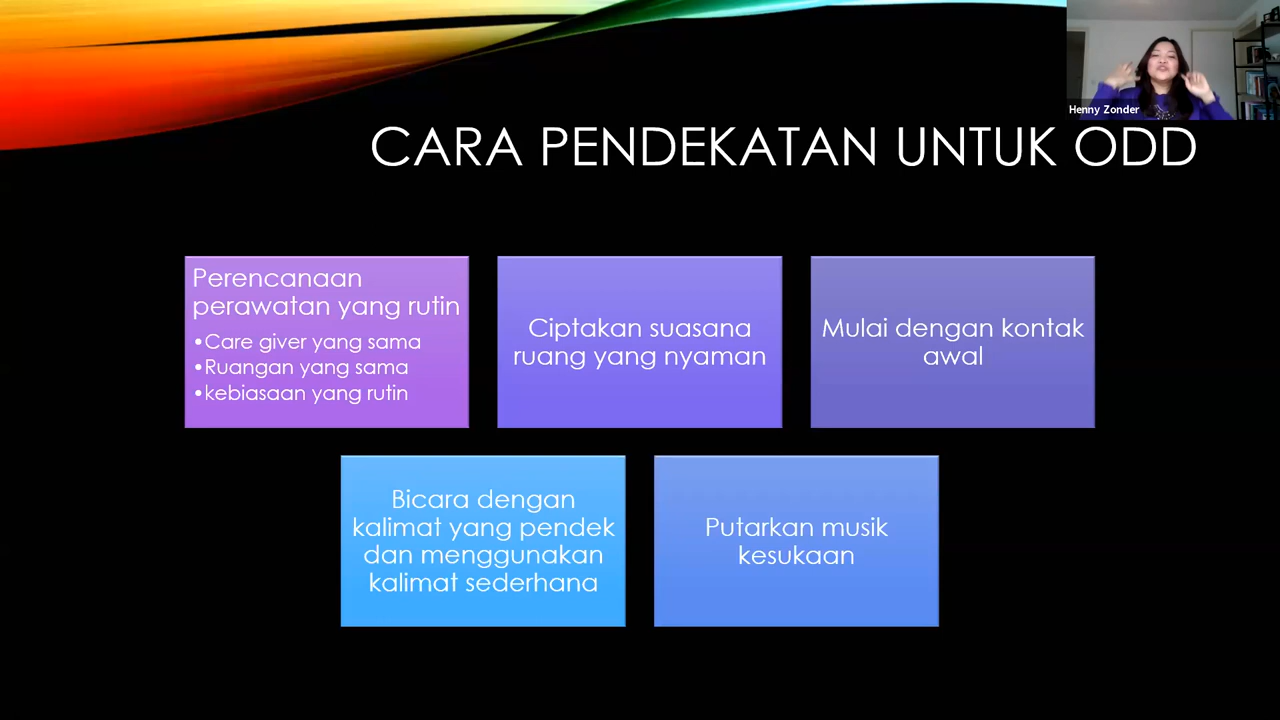 Henny Zonder
CARA PENDEKATAN UNTUK ODD
Perencanaan
perawatan yang rutin
•Care giver yang sama
•Ruangan yang sama
•kebiasaan yang rutin
Ciptakan suasana
ruang yang nyaman
Mulai dengan kontak
awal
Bicara dengan
kalimat yang pendek
dan menggunakan
kalimat sederhana
Putarkan musik
kesukaan